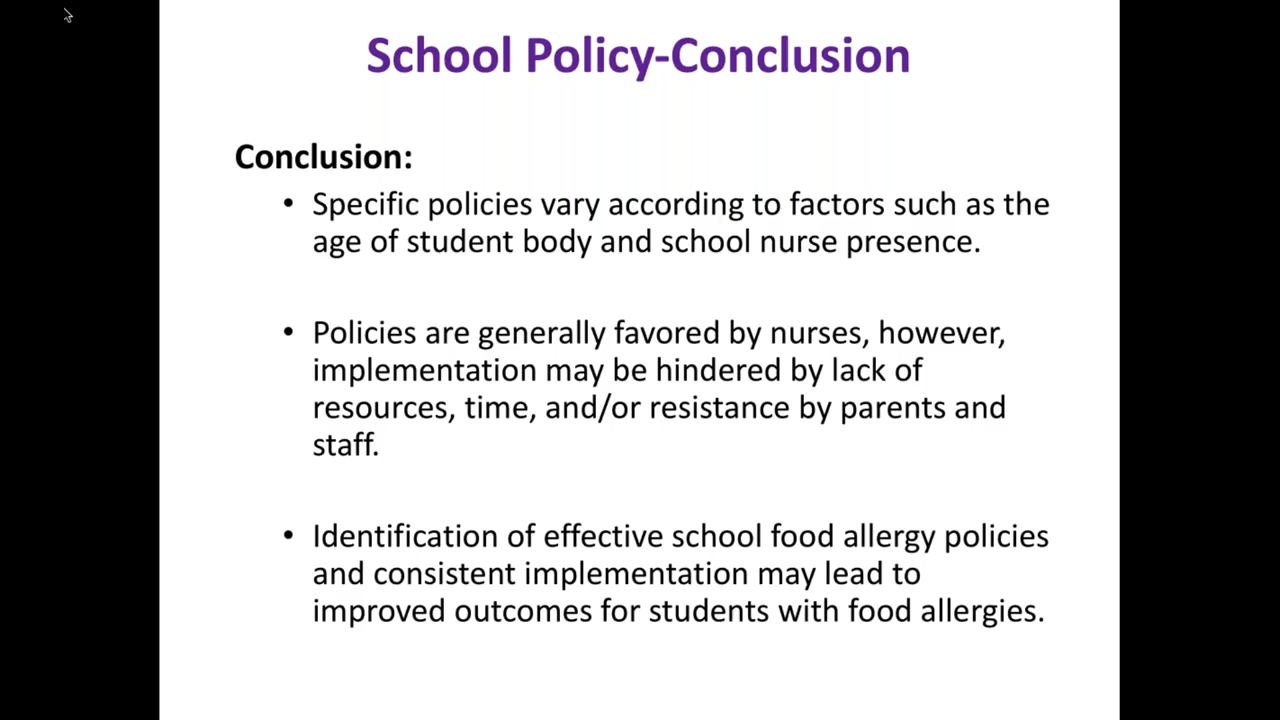 School Policy-Conclusion
Conclusion:
• Specific policies vary according to factors such as the
age of student body and school nurse presence.
• Policies are generally favored by nurses, however,
implementation may be hindered by lack of
resources, time, and/or resistance by parents and
staff.
• Identification of effective school food allergy policies
and consistent implementation may lead to
improved outcomes for students with food allergies.